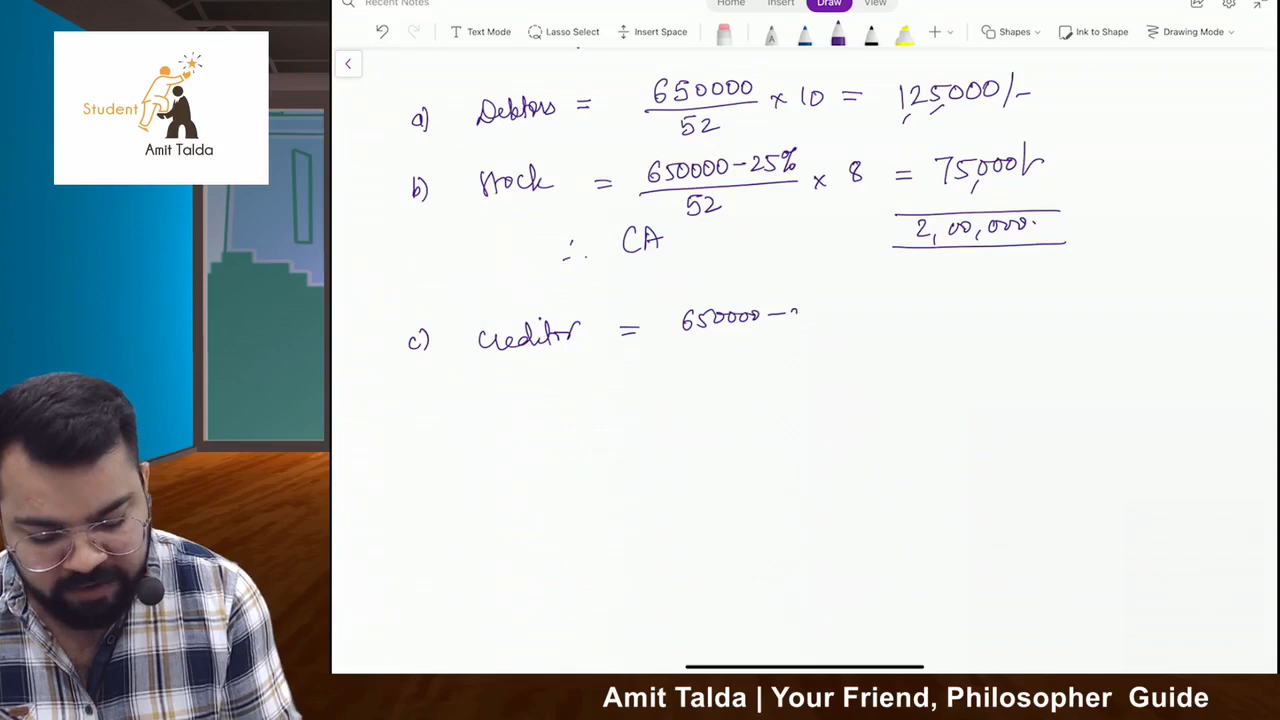 Recent Notes
Home Insert Draw View
Text Mode Lasso Select Insert Space Shapes Ink to Shape Drawing Mode
Student
Amit Talda
a) Debtors = 650000 / 52 × 10 = 125000/-
b) Stock = 650000 - 25% / 52 × 8 = 75,000/-
∴ CA 2,00,000.
c) Creditor = 650000 -
Amit Talda | Your Friend, Philosopher Guide